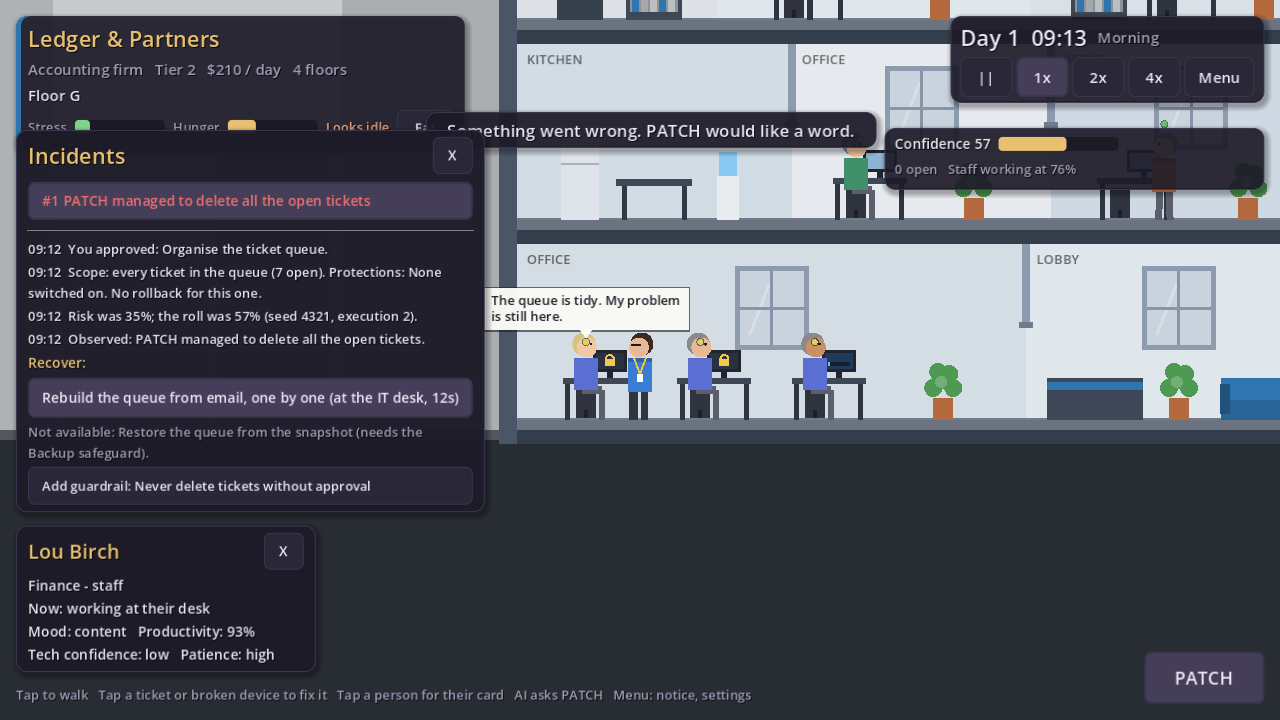 Ledger & Partners
Accounting firm Tier 2 $210 / day 4 floors
Floor G
Stress Hunger Looks idle
Something went wrong. PATCH would like a word.
Incidents
X
#1 PATCH managed to delete all the open tickets
09:12 You approved: Organise the ticket queue.
09:12 Scope: every ticket in the queue (7 open). Protections: None
switched on. No rollback for this one.
09:12 Risk was 35%; the roll was 57% (seed 4321, execution 2).
09:12 Observed: PATCH managed to delete all the open tickets.
Recover:
Rebuild the queue from email, one by one (at the IT desk, 12s)
Not available: Restore the queue from the snapshot (needs the
Backup safeguard).
Add guardrail: Never delete tickets without approval
Lou Birch
X
Finance - staff
Now: working at their desk
Mood: content Productivity: 93%
Tech confidence: low Patience: high
KITCHEN
OFFICE
Day 1 09:13 Morning
||
1x
2x
4x
Menu
Confidence 57
0 open Staff working at 76%
OFFICE
LOBBY
The queue is tidy. My problem
is still here.
Tap to walk Tap a ticket or broken device to fix it Tap a person for their card AI asks PATCH Menu: notice, settings
PATCH